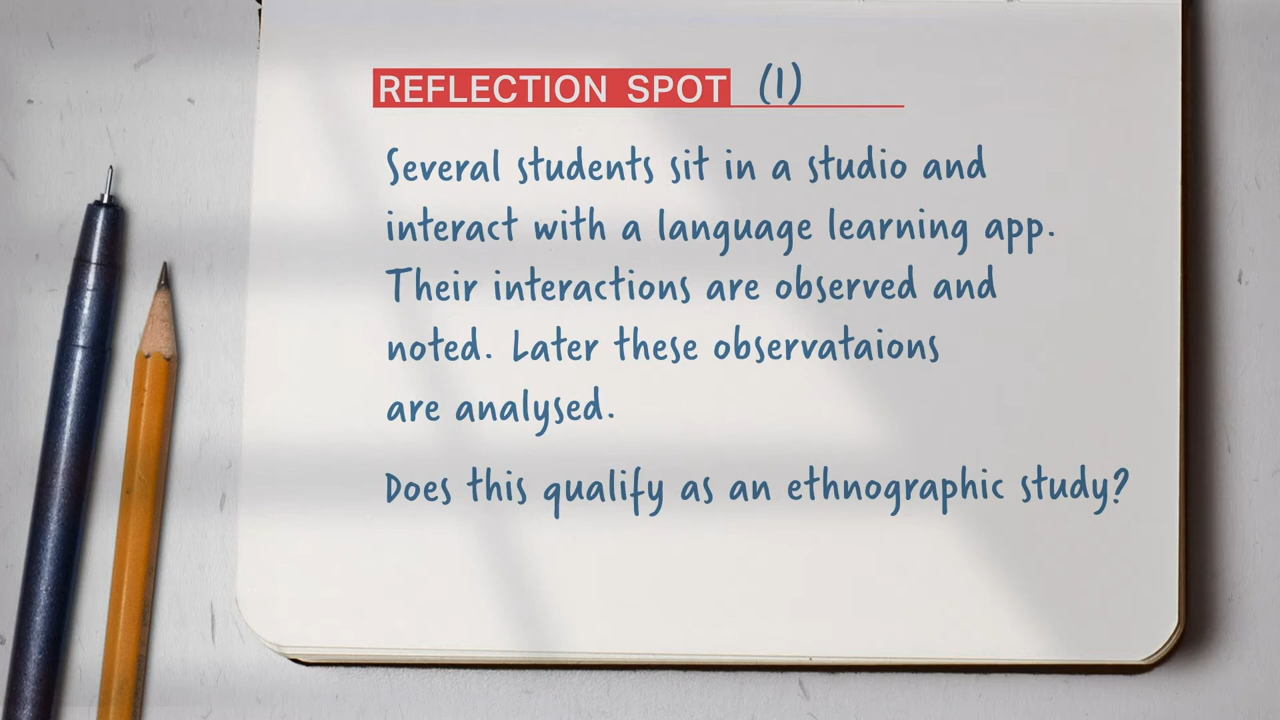 REFLECTION SPOT (1)
Several students sit in a studio and
interact with a language learning app.
Their interactions are observed and
noted. Later these observataions
are analysed.
Does this qualify as an ethnographic study?